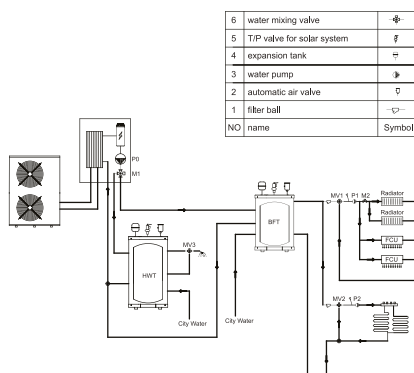 6 water mixing valve
5 T/P valve for solar system
4 expansion tank
3 water pump
2 automatic air valve
1 filter ball
NO name Symbol
P0
M1
MV1 P1 M2 Radiator
Radiator
BFT
MV3
FCU
HWT
FCU
MV2 P2
City Water City Water